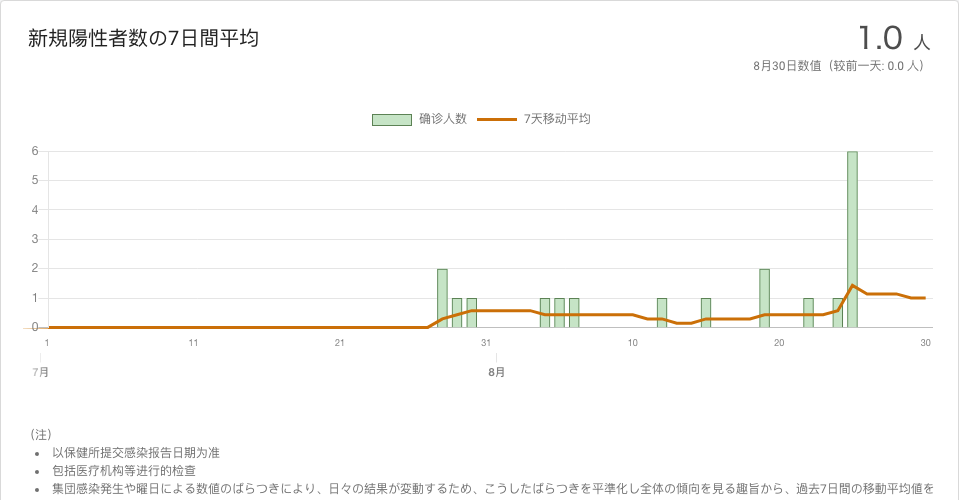 新規陽性者数の7日間平均
1.0 人
8月30日数值（较前一天: 0.0 人）
确诊人数 7天移动平均
6
5
4
3
2
1
0
1 11 21 31 10 20 30
7月 8月
（注）
以保健所提交感染报告日期为准
包括医疗机构等进行的检查
集団感染発生や曜日による数値のばらつきにより、日々の結果が変動するため、こうしたばらつきを平準化し全体の傾向を見る趣旨から、過去7日間の移動平均値を